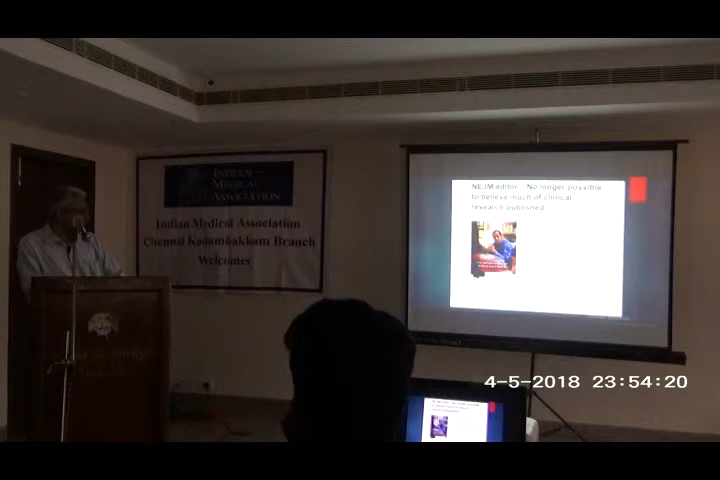 INDIAN
MEDICAL
ASSOCIATION
Indian Medical Association
Chennai Kodambakkam Branch
Welcomes
NEJM editor: No longer possible
to believe much of clinical
research published
4-5-2018 23:54:20